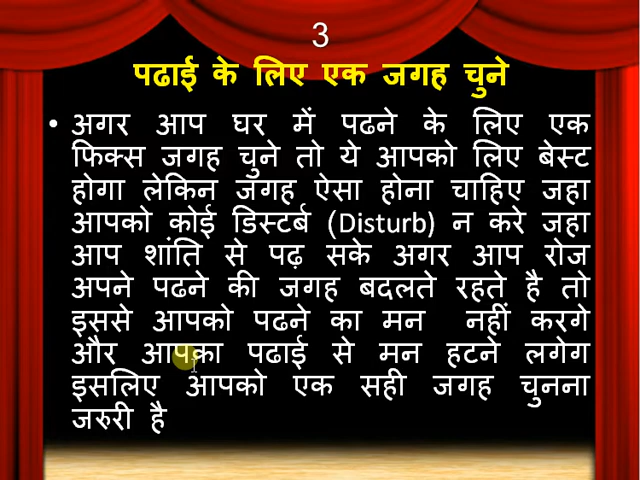 3
पढाई के लिए एक जगह चुने
• अगर आप घर में पढने के लिए एक
फिक्स जगह चुने तो ये आपको लिए बेस्ट
होगा लेकिन जगह ऐसा होना चाहिए जहा
आपको कोई डिस्टर्ब (Disturb) न करे जहा
आप शांति से पढ़ सके अगर आप रोज
अपने पढने की जगह बदलते रहते है तो
इससे आपको पढने का मन नहीं करगे
और आपका पढाई से मन हटने लगेग
इसलिए आपको एक सही जगह चुनना
जरुरी है